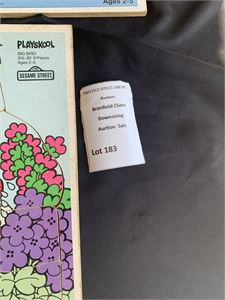 Ages 2-5
PLAYSKOOL
BIG BIRD
315-20 9 Pieces
Ages 2-5
SESAME STREET
TWO OLD SOULS ONLINE
Auctions
Brimfield Client
Downsizing
Auction Sale
Lot 183